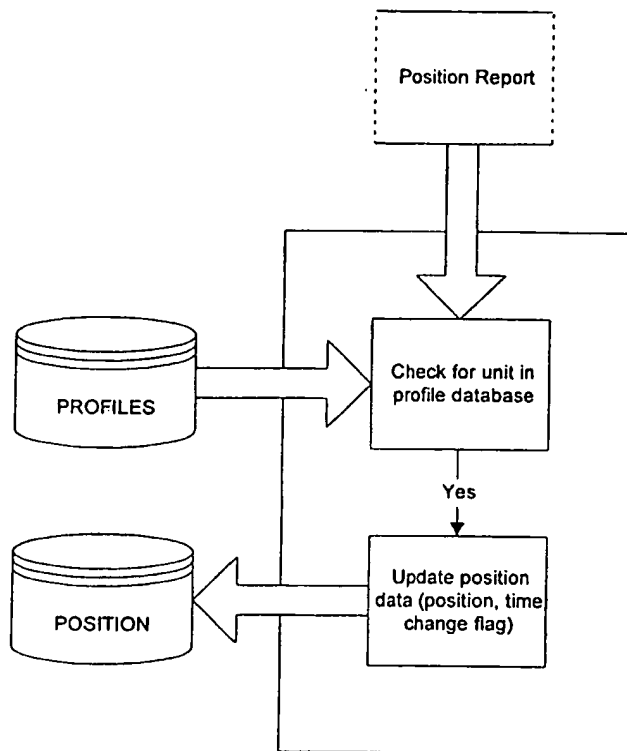 Position Report
Check for unit in
profile database
PROFILES
Yes
Update position
data (position, time
change flag)
POSITION